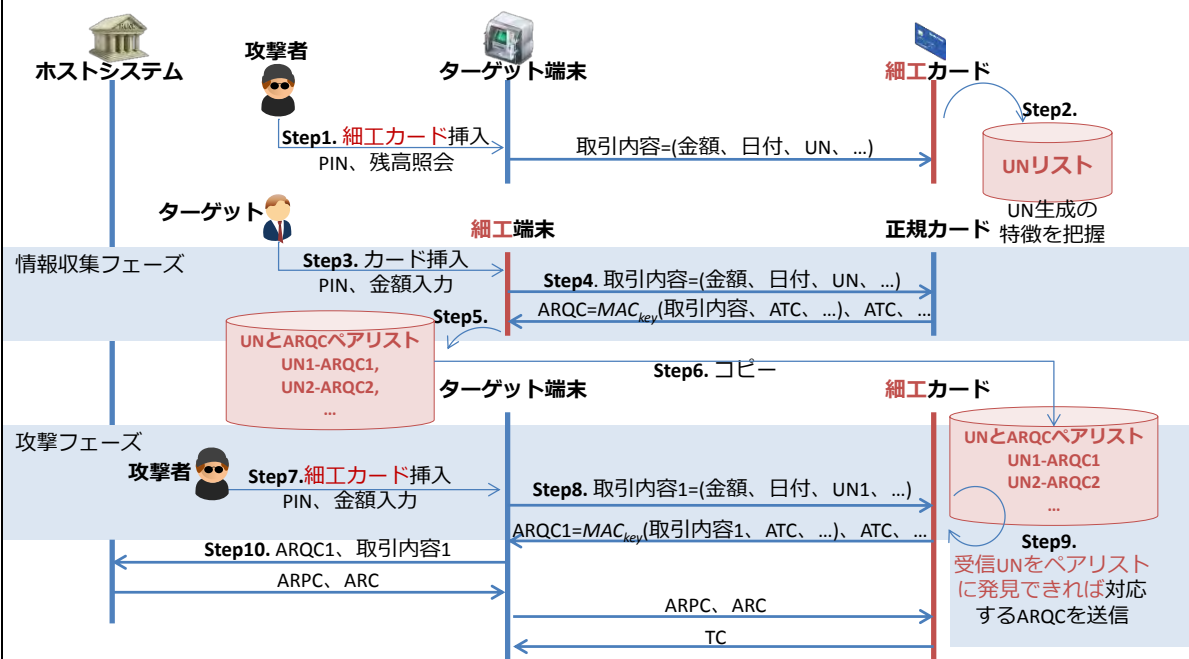 攻撃者
ホストシステム
ターゲット端末
細工カード
Step1. 細工カード挿入
PIN、残高照会
取引内容=(金額、日付、UN、…)
Step2.
UNリスト
UN生成の
特徴を把握
ターゲット
細工端末
正規カード
情報収集フェーズ
Step3. カード挿入
PIN、金額入力
Step4. 取引内容=(金額、日付、UN、…)
ARQC=MACkey(取引内容、ATC、…)、ATC、…
Step5.
UNとARQCペアリスト
UN1-ARQC1,
UN2-ARQC2,
…
Step6. コピー
ターゲット端末
細工カード
攻撃フェーズ
攻撃者
Step7.細工カード挿入
PIN、金額入力
Step8. 取引内容1=(金額、日付、UN1、…)
UNとARQCペアリスト
UN1-ARQC1
UN2-ARQC2
…
ARQC1=MACkey(取引内容1、ATC、…)、ATC、…
Step9.
受信UNをペアリスト
に発見できれば対応
するARQCを送信
Step10. ARQC1、取引内容1
ARPC、ARC
ARPC、ARC
TC